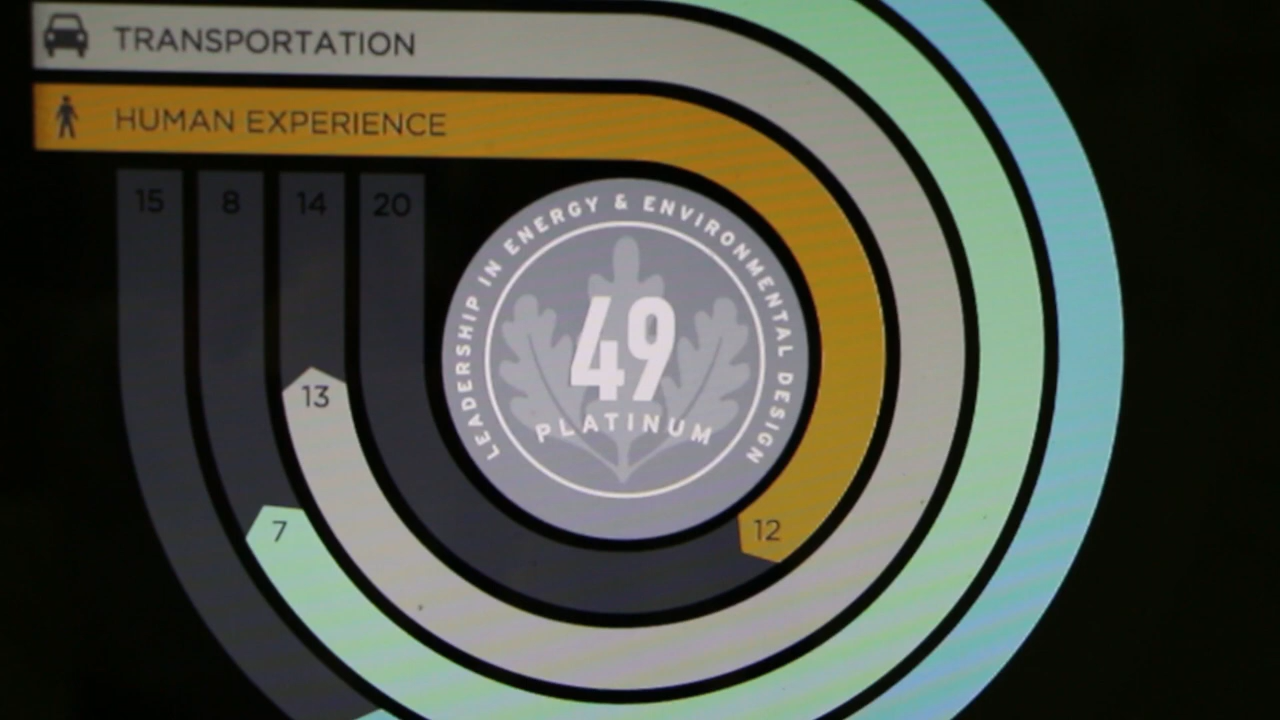 TRANSPORTATION
HUMAN EXPERIENCE
15
8
14
20
LEADERSHIP IN ENERGY & ENVIRONMENTAL DESIGN
49
PLATINUM
13
7
12